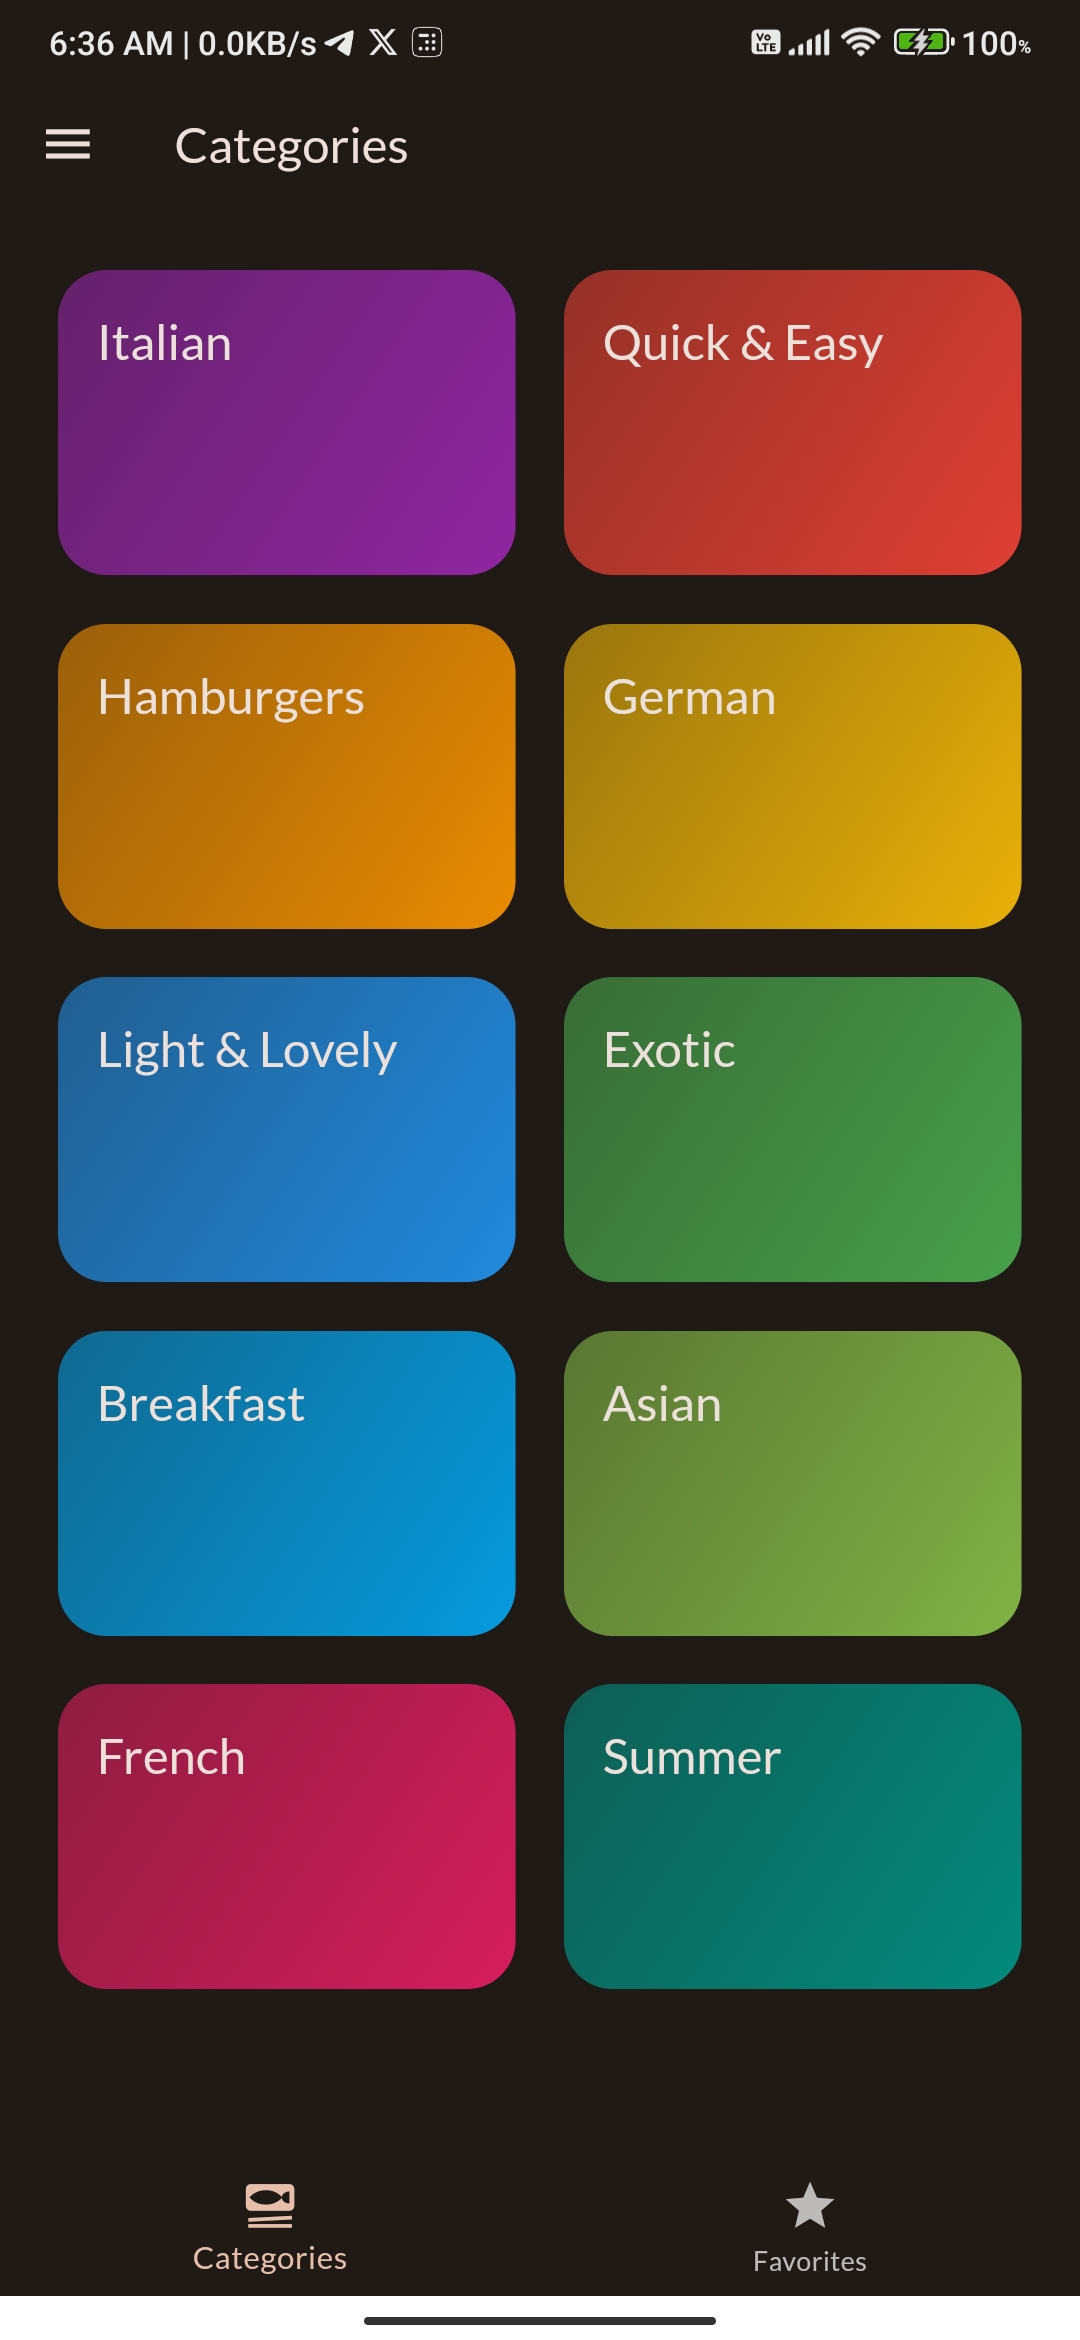 6:36 AM | 0.0KB/s Vo LTE 100%
Categories
Italian
Quick & Easy
Hamburgers
German
Light & Lovely
Exotic
Breakfast
Asian
French
Summer
Categories
Favorites